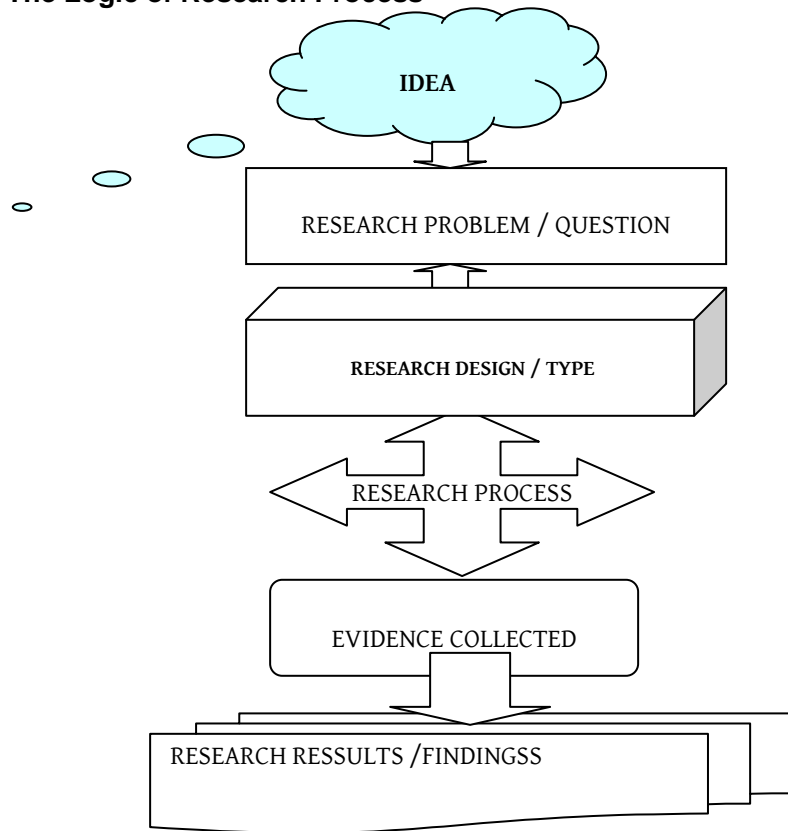 The Logic of Research Process
IDEA
RESEARCH PROBLEM / QUESTION
RESEARCH DESIGN / TYPE
RESEARCH PROCESS
EVIDENCE COLLECTED
RESEARCH RESSULTS /FINDINGSS